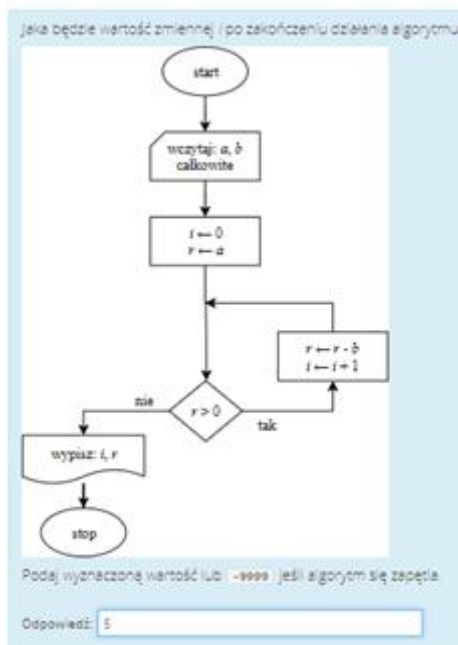 Jaka będzie wartość zmiennej i po zakończeniu działania algorytmu
start
wczytaj: a, b
całkowite
i ← 0
r ← a
r ← r - b
i ← i + 1
nie
r > 0
tak
wypisz: i, r
stop
Podaj wyznaczoną wartość lub -9999 jeśli algorytm się zapętla.
Odpowiedź: 5